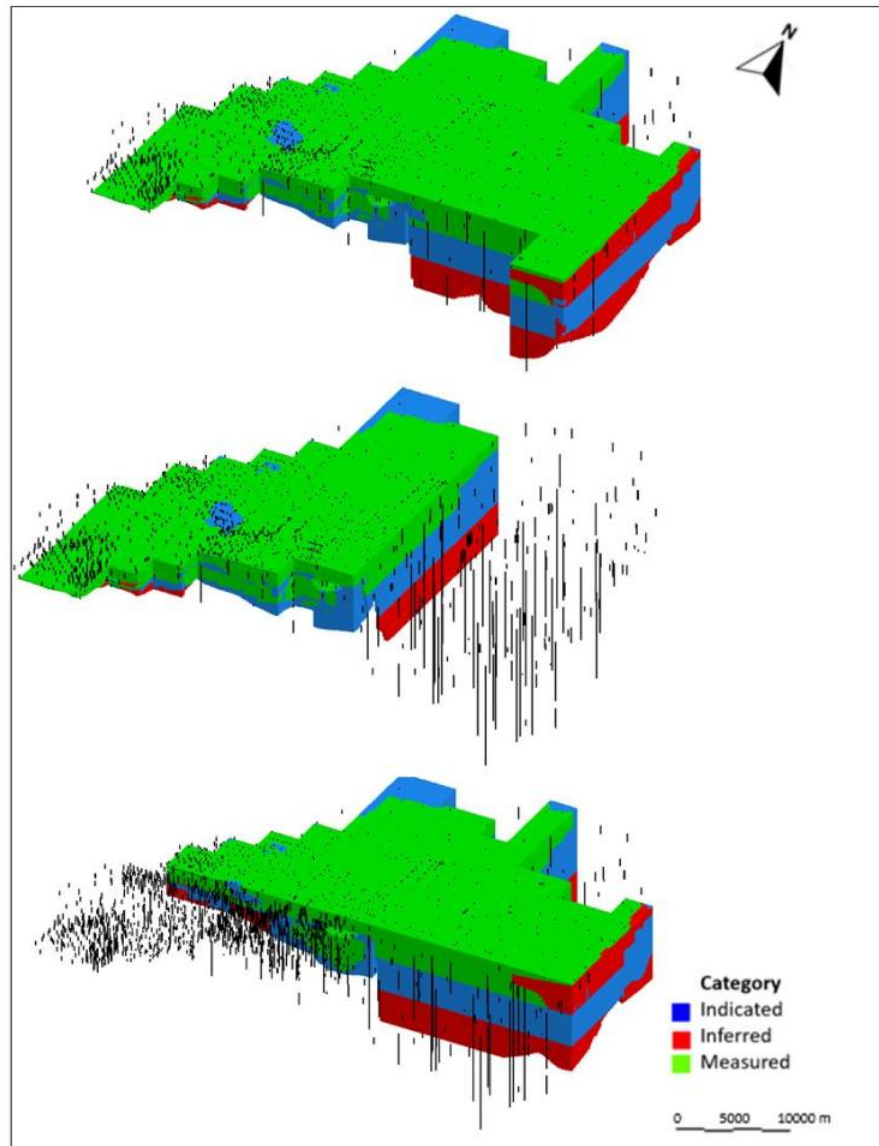 N
Category
Indicated
Inferred
Measured
0 5000 10000 m